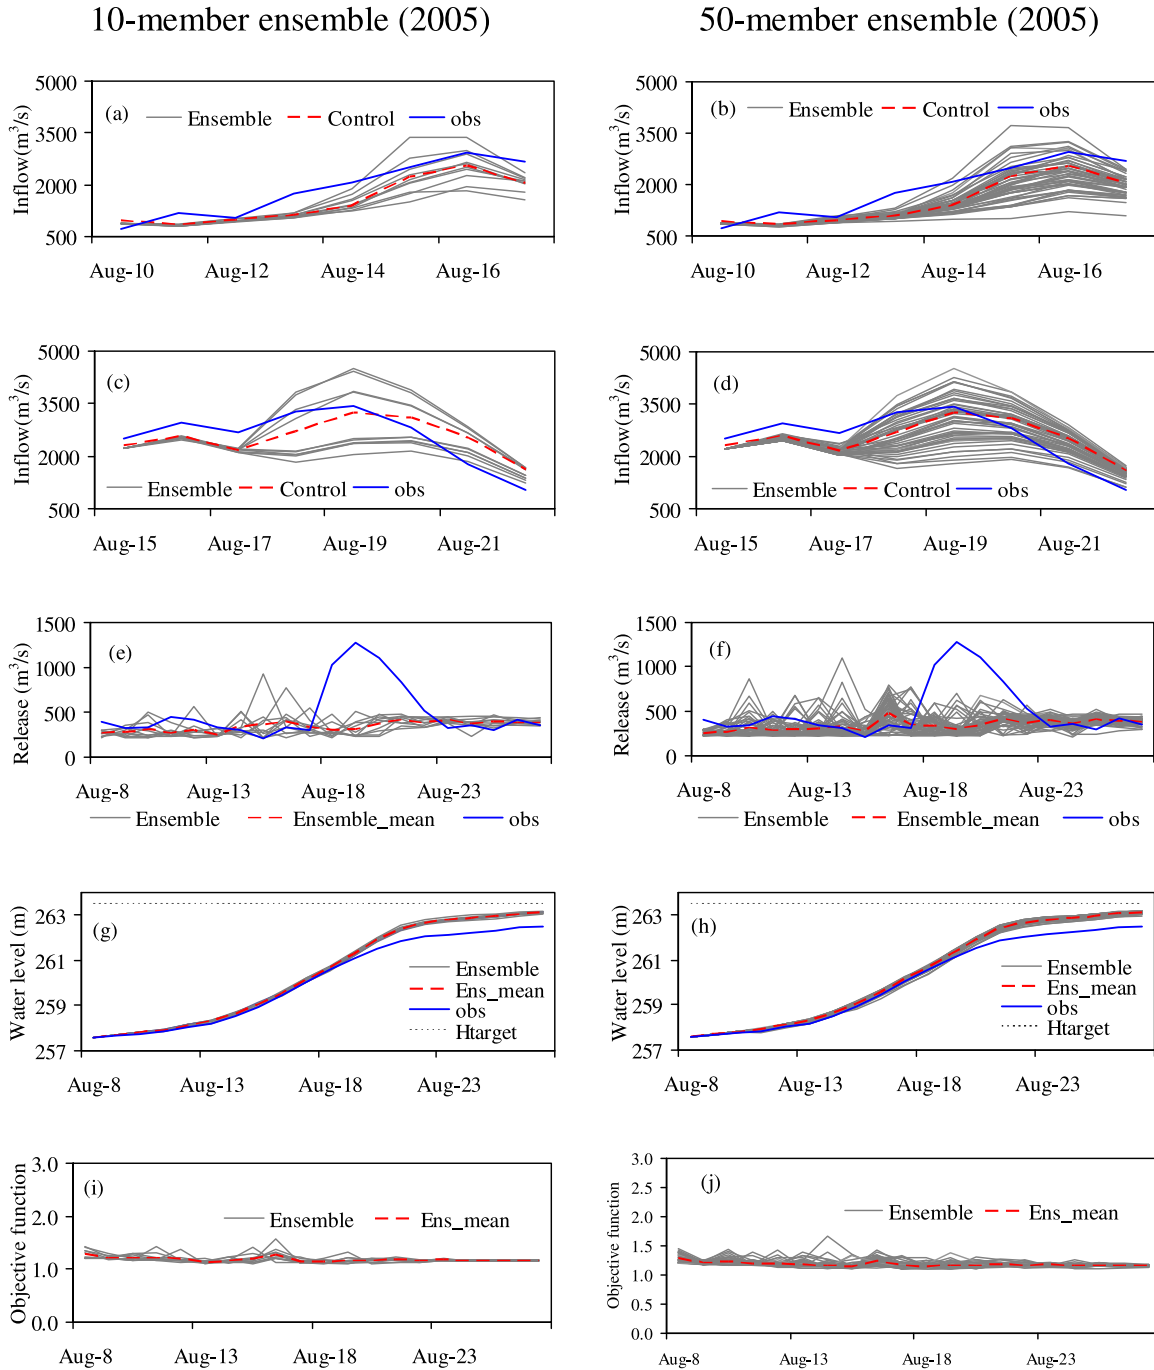 10-member ensemble (2005)
50-member ensemble (2005)
Inflow(m³/s)
5000
3500
2000
500
(a)
Ensemble
Control
obs
Aug-10
Aug-12
Aug-14
Aug-16
Inflow(m³/s)
5000
3500
2000
500
(b)
Ensemble
Control
obs
Aug-10
Aug-12
Aug-14
Aug-16
Inflow(m³/s)
5000
3500
2000
500
(c)
Ensemble
Control
obs
Aug-15
Aug-17
Aug-19
Aug-21
Inflow(m³/s)
5000
3500
2000
500
(d)
Ensemble
Control
obs
Aug-15
Aug-17
Aug-19
Aug-21
Release (m³/s)
1500
1000
500
0
(e)
Aug-8
Aug-13
Aug-18
Aug-23
Ensemble
Ensemble_mean
obs
Release (m³/s)
1500
1000
500
0
(f)
Aug-8
Aug-13
Aug-18
Aug-23
Ensemble
Ensemble_mean
obs
Water level (m)
263
261
259
257
(g)
Ensemble
Ens_mean
obs
Htarget
Aug-8
Aug-13
Aug-18
Aug-23
Water level (m)
263
261
259
257
(h)
Ensemble
Ens_mean
obs
Htarget
Aug-8
Aug-13
Aug-18
Aug-23
Objective function
3.0
2.0
1.0
0.0
(i)
Ensemble
Ens_mean
Aug-8
Aug-13
Aug-18
Aug-23
Objective function
3.0
2.5
2.0
1.5
1.0
0.5
0.0
(j)
Ensemble
Ens_mean
Aug-8
Aug-13
Aug-18
Aug-23